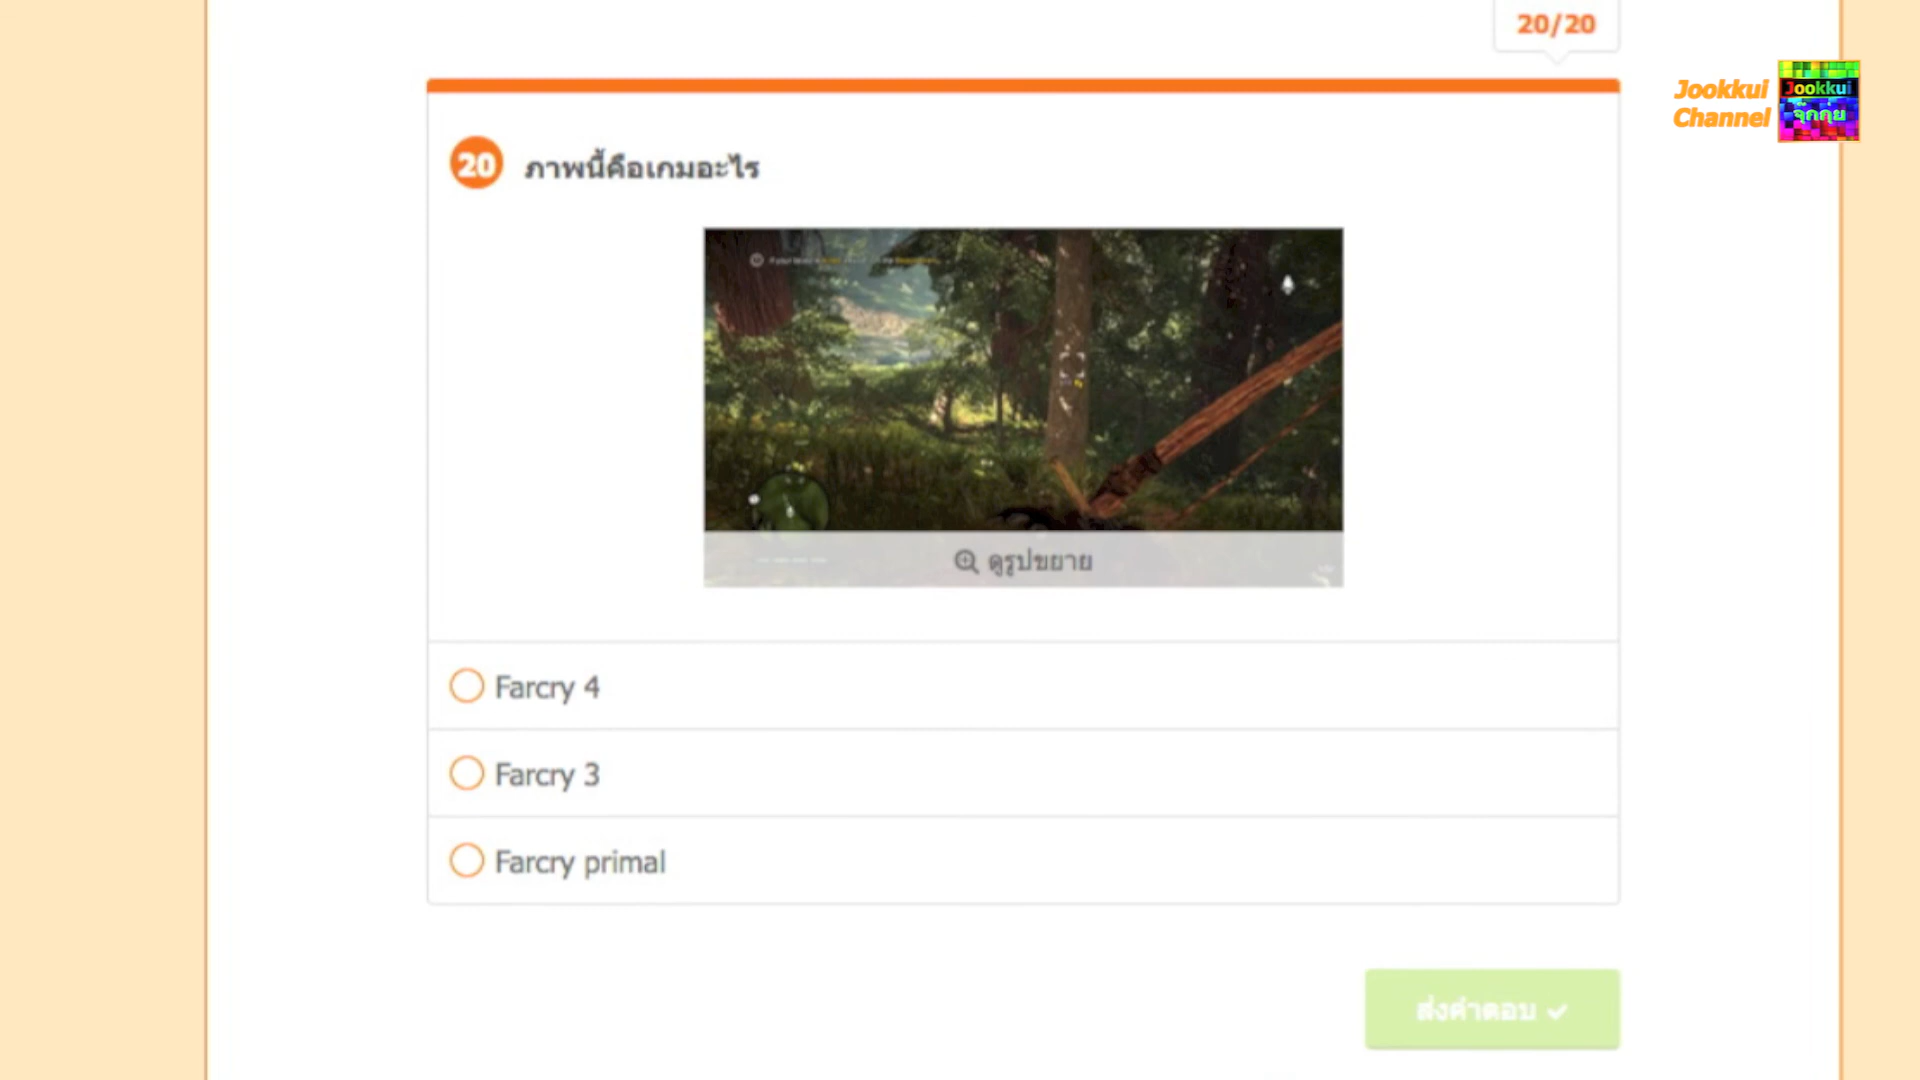 20/20
Jookkui
Channel
Jookkui
จุ๊กกุ่ย
20 ภาพนี้คือเกมอะไร
ดูรูปขยาย
Farcry 4
Farcry 3
Farcry primal
ส่งคำตอบ